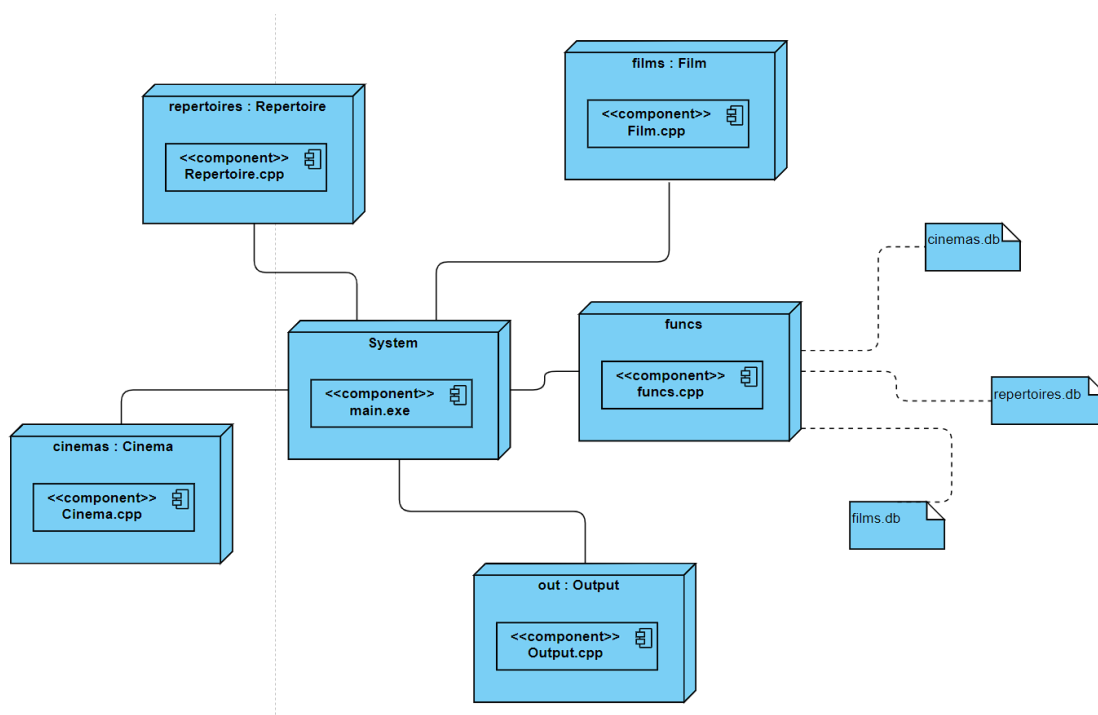 films : Film
<<component>>
Film.cpp
repertoires : Repertoire
<<component>>
Repertoire.cpp
cinemas.db
System
<<component>>
main.exe
funcs
<<component>>
funcs.cpp
repertoires.db
cinemas : Cinema
<<component>>
Cinema.cpp
films.db
out : Output
<<component>>
Output.cpp